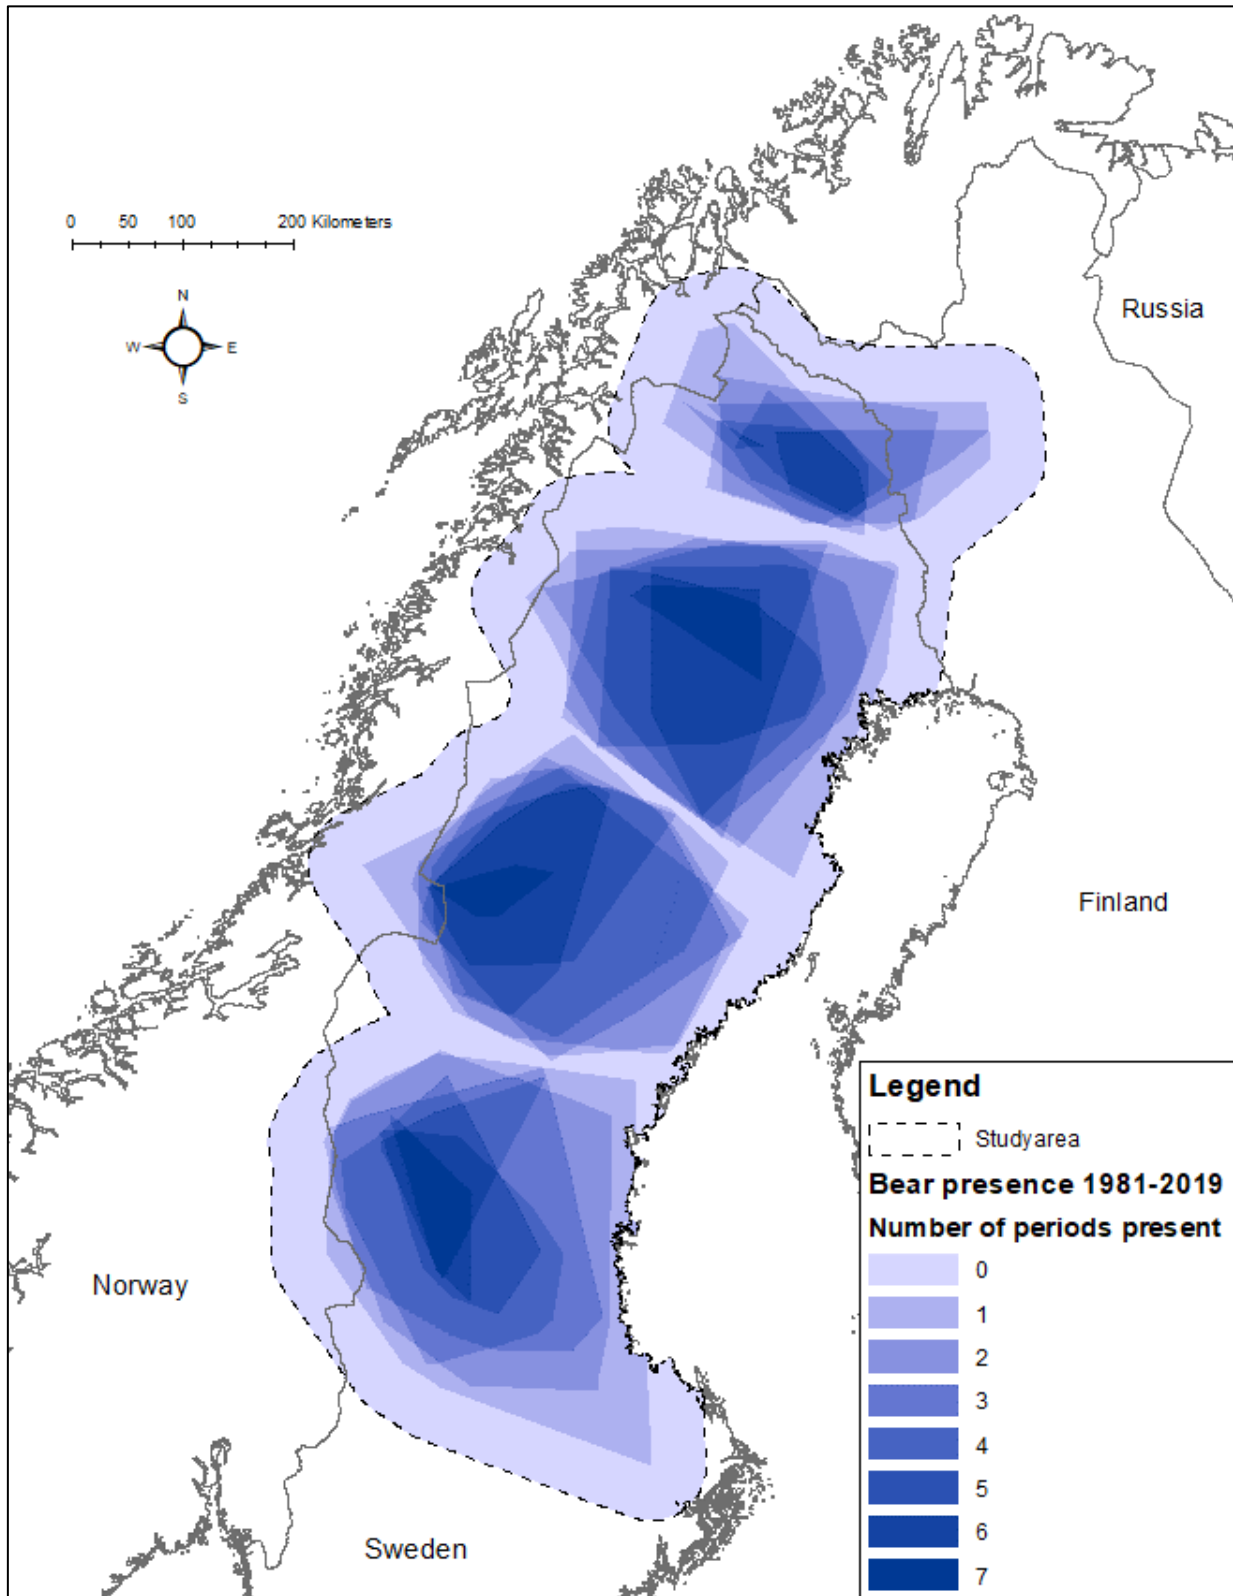 0 50 100 200 Kilometers
N
W E
S
Russia
Finland
Norway
Sweden
Legend
Studyarea
Bear presence 1981-2019
Number of periods present
0
1
2
3
4
5
6
7